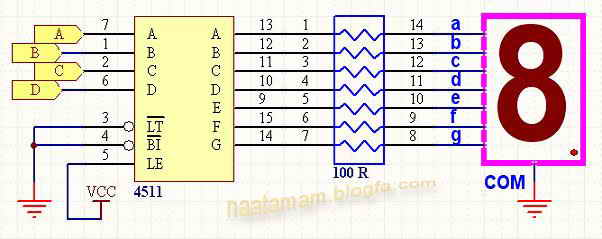 A 7 A A 13 1 14 a
B 1 B B 12 2 13 b
C 2 C C 11 3 12 c
D 6 D D 10 4 11 d
E 9 5 10 e
3 LT F 15 6 9 f
4 BI G 14 7 8 g
5 LE
VCC 4511 100 R COM
8
naatamam.blogfa.com